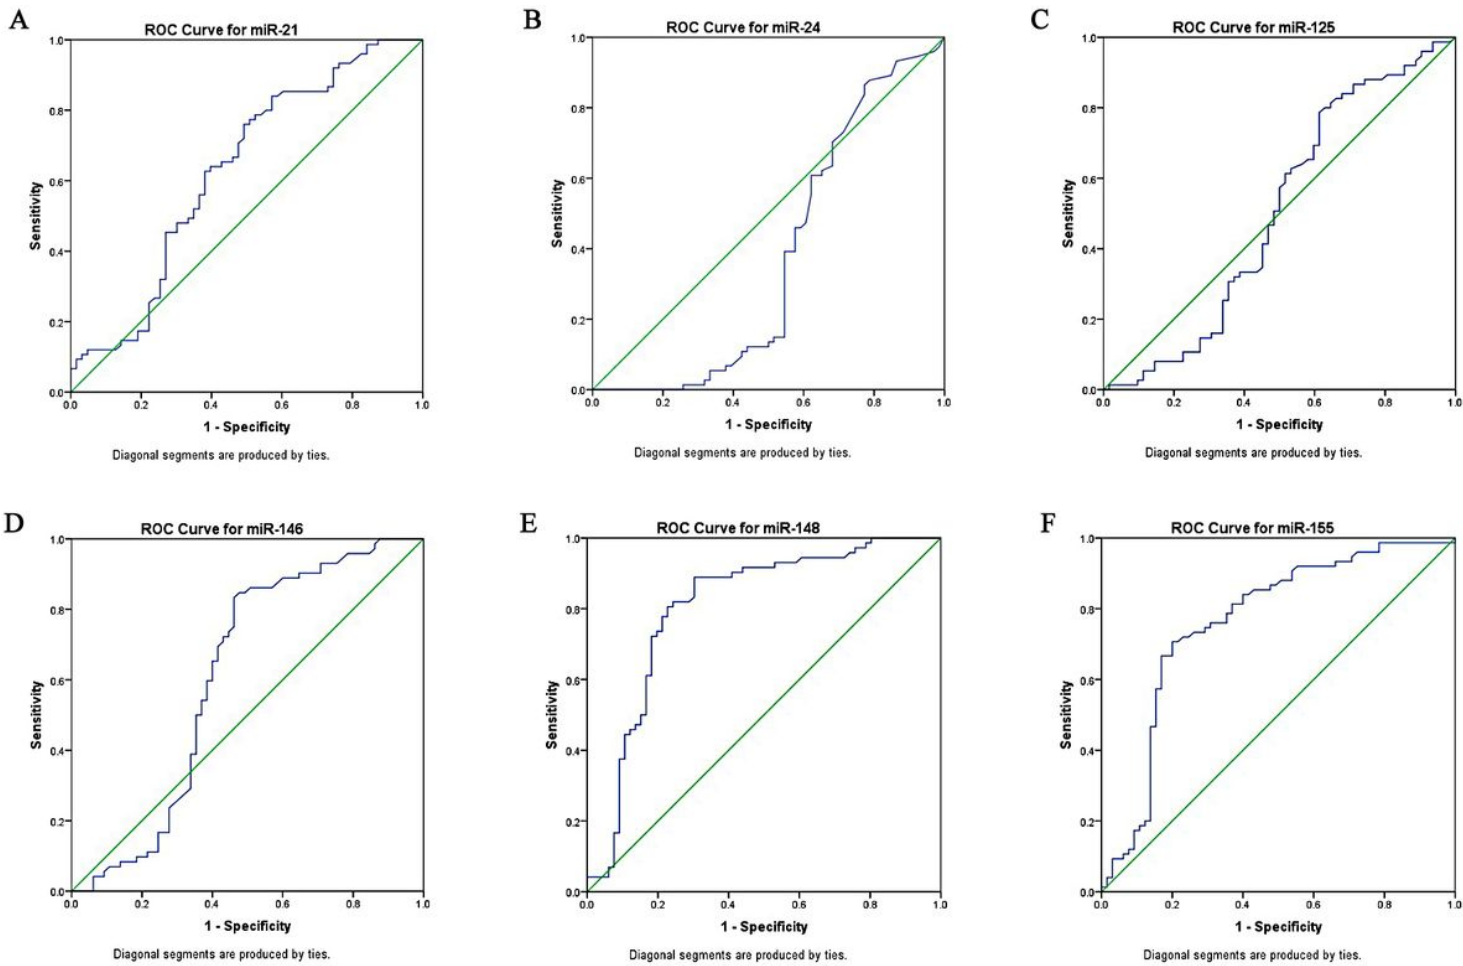 A
ROC Curve for miR-21
1.0
0.8
0.6
0.4
0.2
0.0
Sensitivity
0.0 0.2 0.4 0.6 0.8 1.0
1 - Specificity
Diagonal segments are produced by ties.
B
ROC Curve for miR-24
1.0
0.8
0.6
0.4
0.2
0.0
Sensitivity
0.0 0.2 0.4 0.6 0.8 1.0
1 - Specificity
Diagonal segments are produced by ties.
C
ROC Curve for miR-125
1.0
0.8
0.6
0.4
0.2
0.0
Sensitivity
0.0 0.2 0.4 0.6 0.8 1.0
1 - Specificity
Diagonal segments are produced by ties.
D
ROC Curve for miR-146
1.0
0.8
0.6
0.4
0.2
0.0
Sensitivity
0.0 0.2 0.4 0.6 0.8 1.0
1 - Specificity
Diagonal segments are produced by ties.
E
ROC Curve for miR-148
1.0
0.8
0.6
0.4
0.2
0.0
Sensitivity
0.0 0.2 0.4 0.6 0.8 1.0
1 - Specificity
Diagonal segments are produced by ties.
F
ROC Curve for miR-155
1.0
0.8
0.6
0.4
0.2
0.0
Sensitivity
0.0 0.2 0.4 0.6 0.8 1.0
1 - Specificity
Diagonal segments are produced by ties.